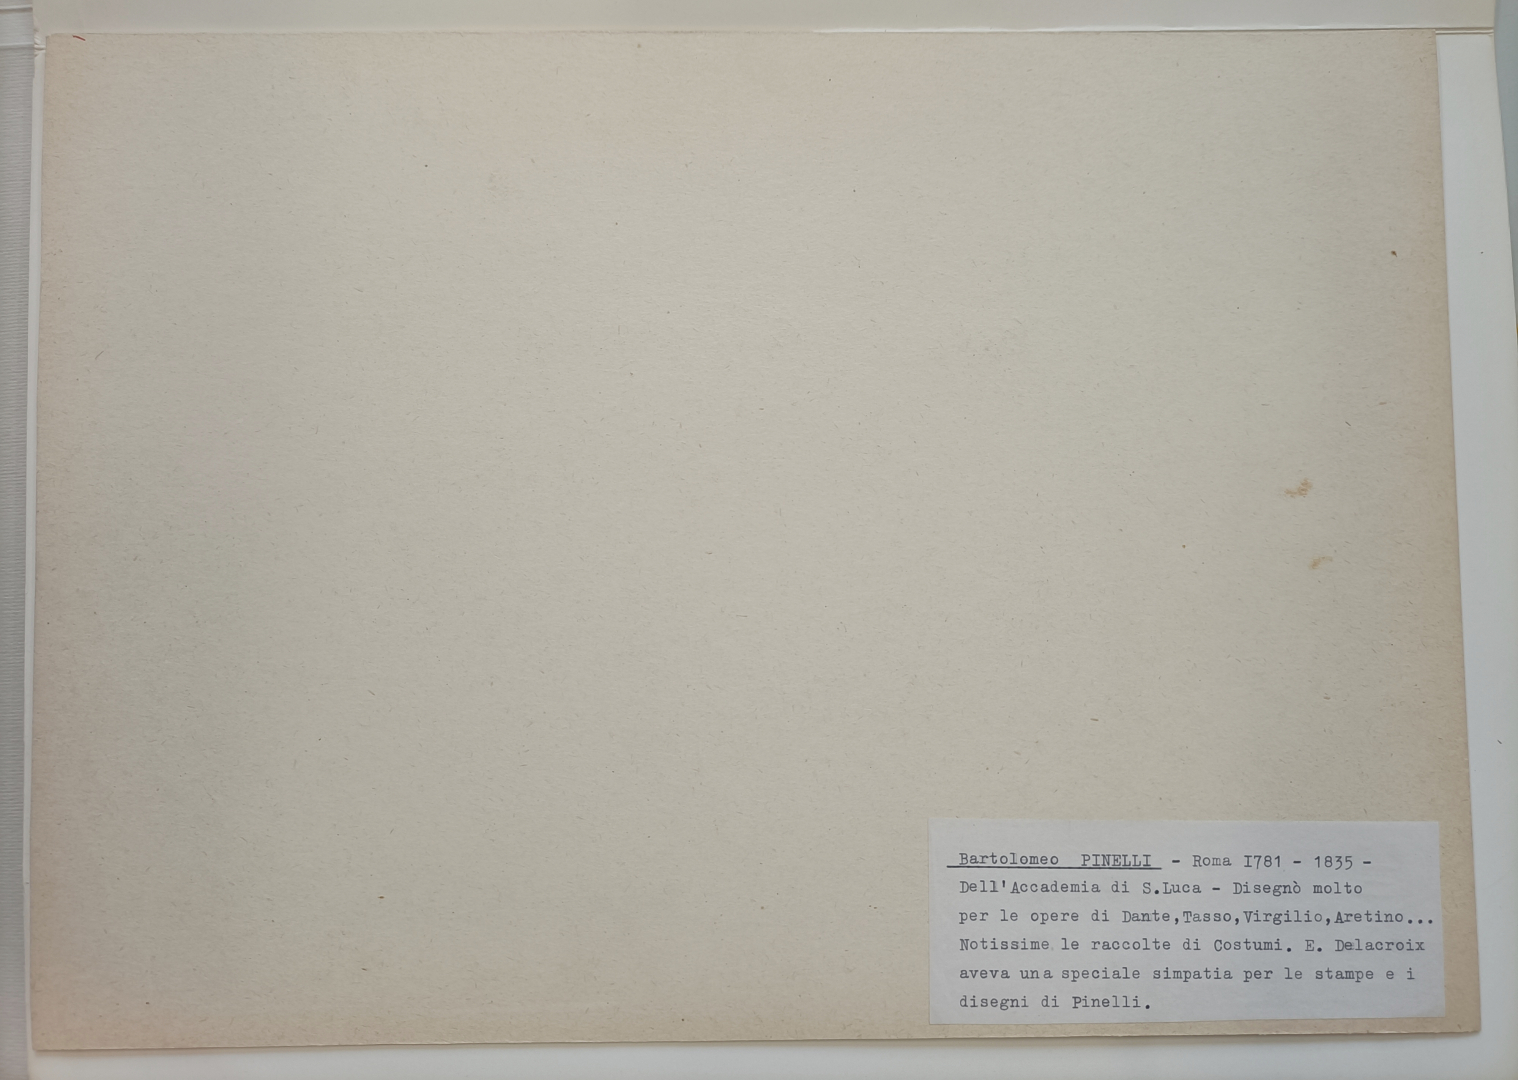 Bartolomeo PINELLI - Roma I781 - 1835 -
Dell'Accademia di S.Luca - Disegnò molto
per le opere di Dante,Tasso,Virgilio,Aretino...
Notissime le raccolte di Costumi. E. Delacroix
aveva una speciale simpatia per le stampe e i
disegni di Pinelli.